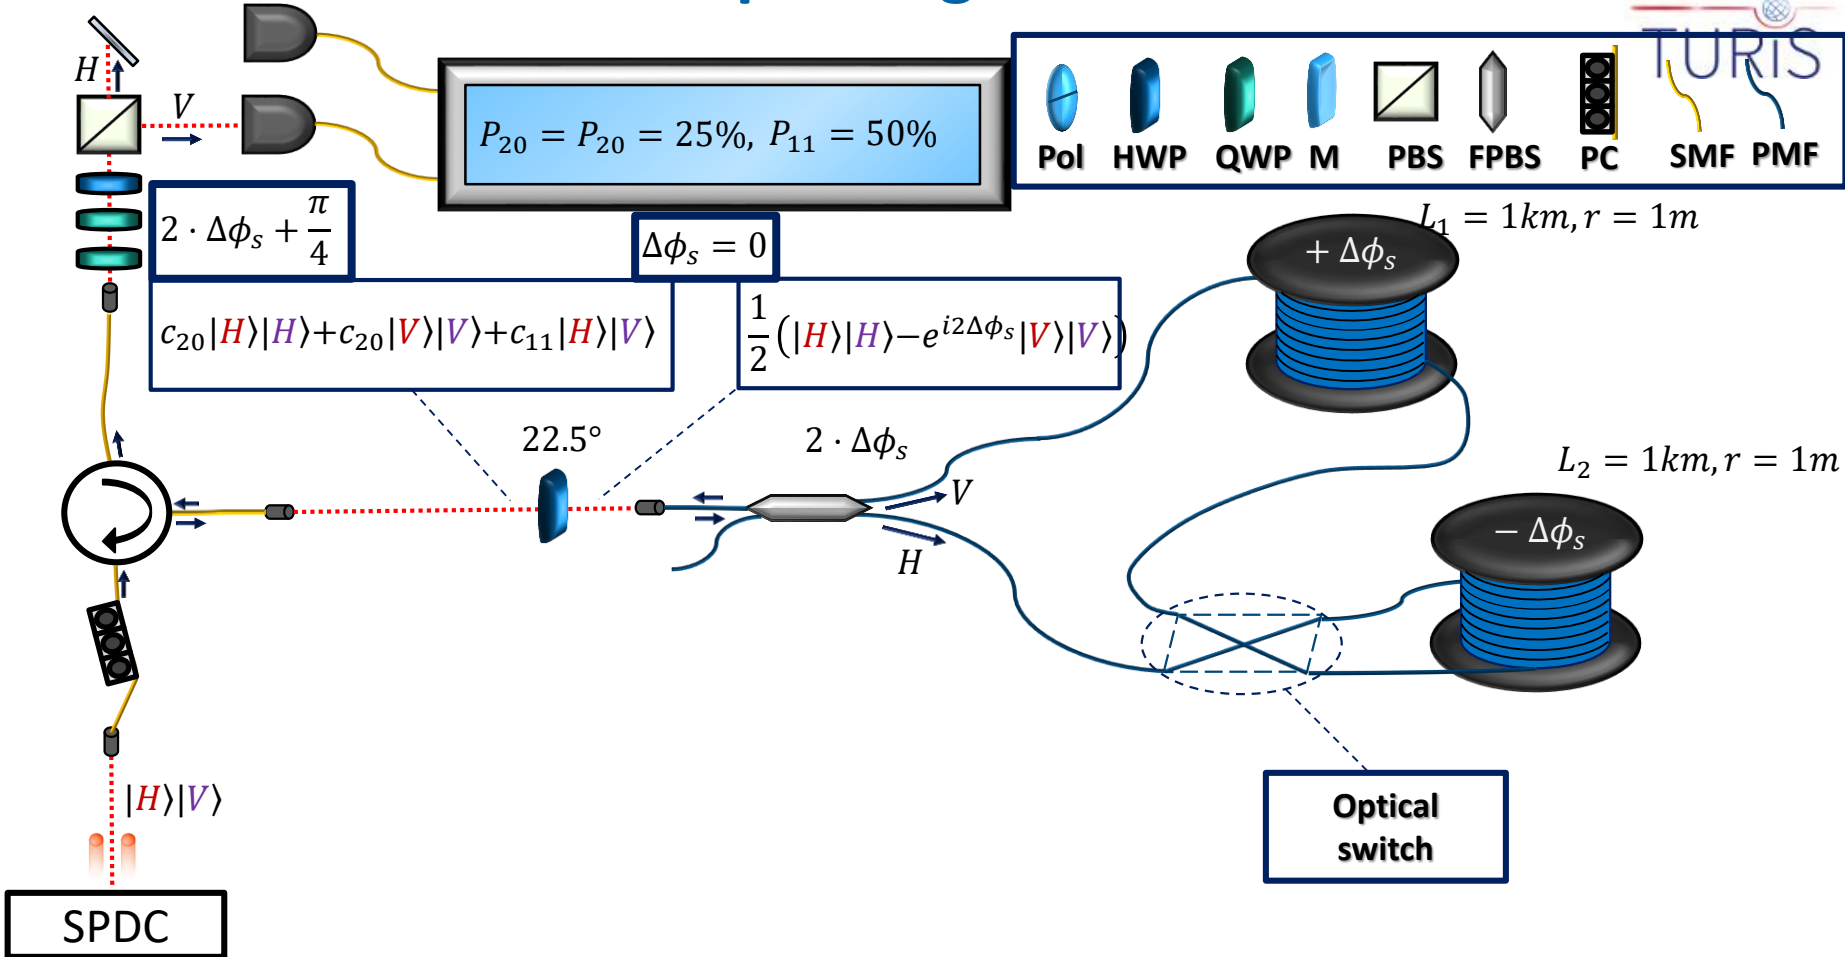 TURiS
H
V
P₂₀ = P₂₀ = 25%, P₁₁ = 50%
Pol HWP QWP M PBS FPBS PC SMF PMF
2 · Δϕₛ + π/4
Δϕₛ = 0
L₁ = 1km, r = 1m
+ Δϕₛ
c₂₀|H⟩|H⟩+c₂₀|V⟩|V⟩+c₁₁|H⟩|V⟩
1/2 (|H⟩|H⟩−e^{i2Δϕₛ}|V⟩|V⟩)
22.5°
2 · Δϕₛ
L₂ = 1km, r = 1m
V
− Δϕₛ
H
|H⟩|V⟩
Optical
switch
SPDC